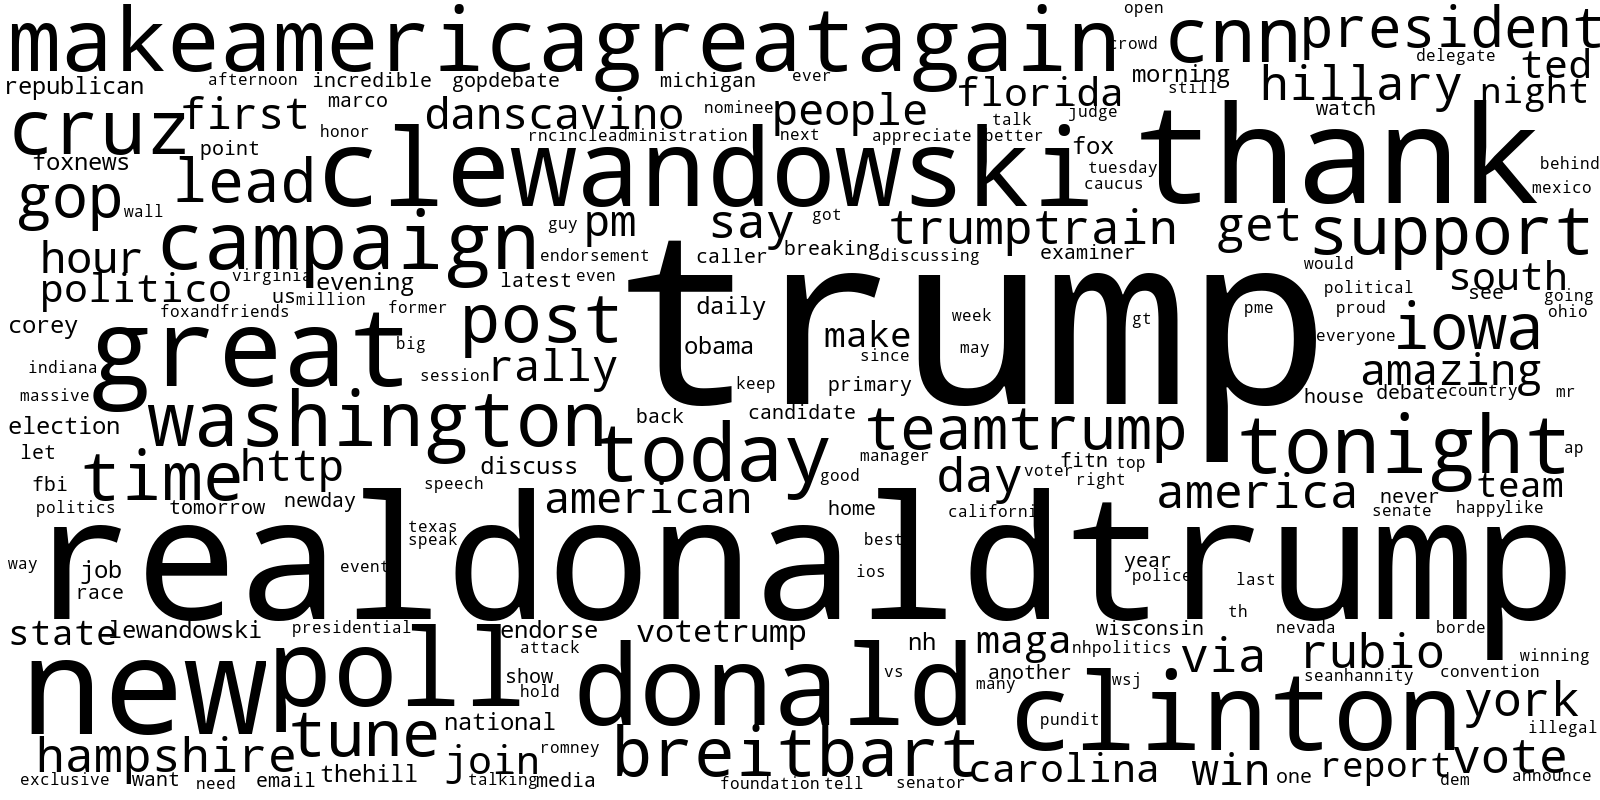 open
makeamericagreatagain crowd cnn president
delegate
republican afternoon incredible gopdebate michigan ever morning still hillary ted
night
cruz first marco danscavino nominee people florida talk judge watch
honor rncincleadministration next appreciate better
foxnews point clewandowski fox thank behind
tuesday
caucus mexico
gop wall lead
campaign guy pm say got trumptrain get support
hour endorsement caller breaking discussing examiner would
politico virginia evening latest even trump political south
us million see going
foxandfriends former post daily week gt pme proud ohio
corey great big obama make may everyone iowa
since
indiana session rally keep primary amazing
massive house debate country mr
washington back candidate
election today teamtrump tonight
let manager ap
time http discuss good day voter fitn top
fbi speech right team
politics tomorrow newday american home california america never senate happy like
texas
speak best
realdonaldtrump
way job event ios year police last
race th
state lewandowski presidential endorse votetrump nh maga wisconsin nevada borde
attack nhpolitics via rubio winning
new poll show donald vs another seanhannity convention
hold many wsj clinton york
tune national pundit illegal
hampshire join romney breitbart vote
exclusive want need email thehill talking media foundation tell senator carolina win one report dem announce